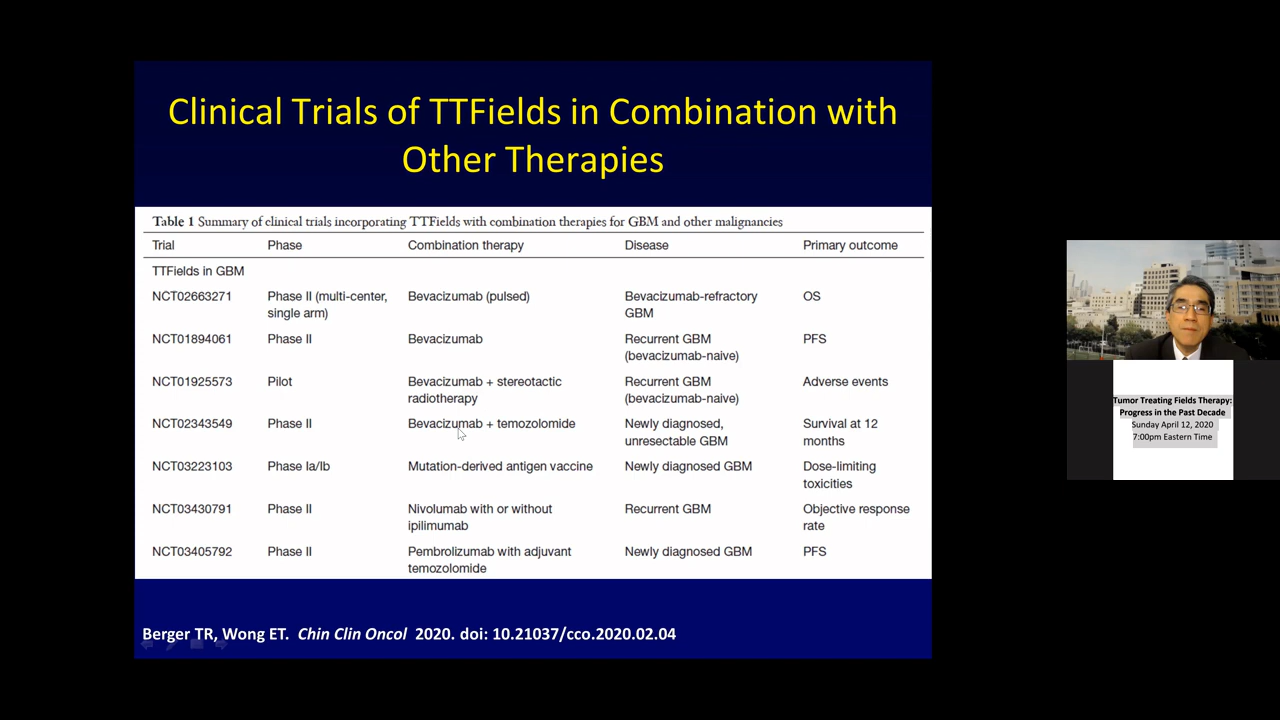 Clinical Trials of TTFields in Combination with
Other Therapies
Table 1 Summary of clinical trials incorporating TTFields with combination therapies for GBM and other malignancies
Trial Phase Combination therapy Disease Primary outcome
TTFields in GBM
NCT02663271 Phase II (multi-center, Bevacizumab (pulsed) Bevacizumab-refractory OS
single arm) GBM
NCT01894061 Phase II Bevacizumab Recurrent GBM PFS
(bevacizumab-naive)
NCT01925573 Pilot Bevacizumab + stereotactic Recurrent GBM Adverse events
radiotherapy (bevacizumab-naive)
NCT02343549 Phase II Bevacizumab + temozolomide Newly diagnosed, Survival at 12
unresectable GBM months
NCT03223103 Phase Ia/Ib Mutation-derived antigen vaccine Newly diagnosed GBM Dose-limiting
toxicities
NCT03430791 Phase II Nivolumab with or without Recurrent GBM Objective response
ipilimumab rate
NCT03405792 Phase II Pembrolizumab with adjuvant Newly diagnosed GBM PFS
temozolomide
Berger TR, Wong ET. Chin Clin Oncol 2020. doi: 10.21037/cco.2020.02.04
Tumor Treating Fields Therapy:
Progress in the Past Decade
Sunday April 12, 2020
7:00pm Eastern Time